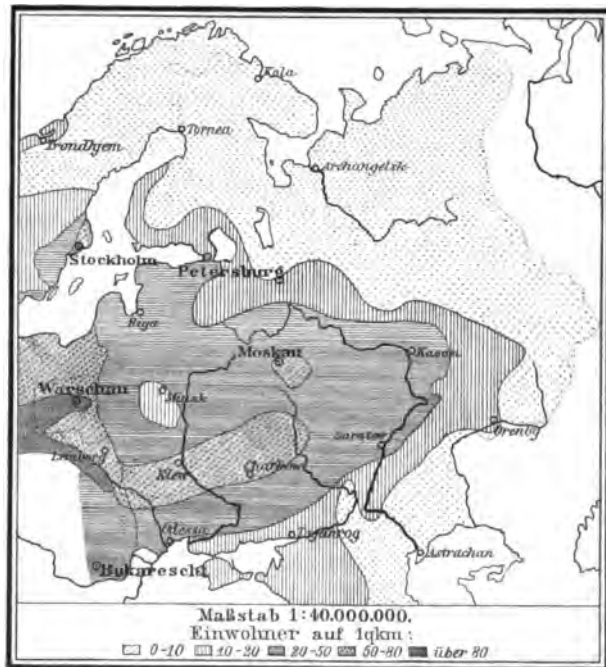 Kola
Tornea
Trondhjem
Archangelsk
Stockholm
Petersburg
Riga
Moskau
Kasan
Warschau
Minsk
Orenbg
Saratow
Lemberg
Kiew
Charkow
Odessa
Taganrog
Astrachan
Bukarescht
Maßstab 1:40.000.000.
Einwohner auf 1qkm:
0-10 10-20 20-50 50-80 über 80